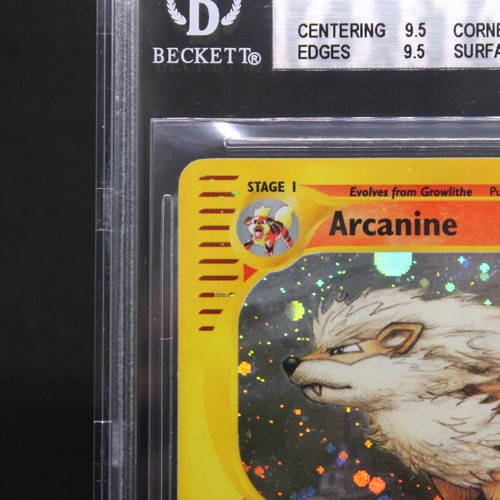 CENTERING 9.5
EDGES 9.5
BECKETT®
STAGE 1
Evolves from Growlithe
Arcanine